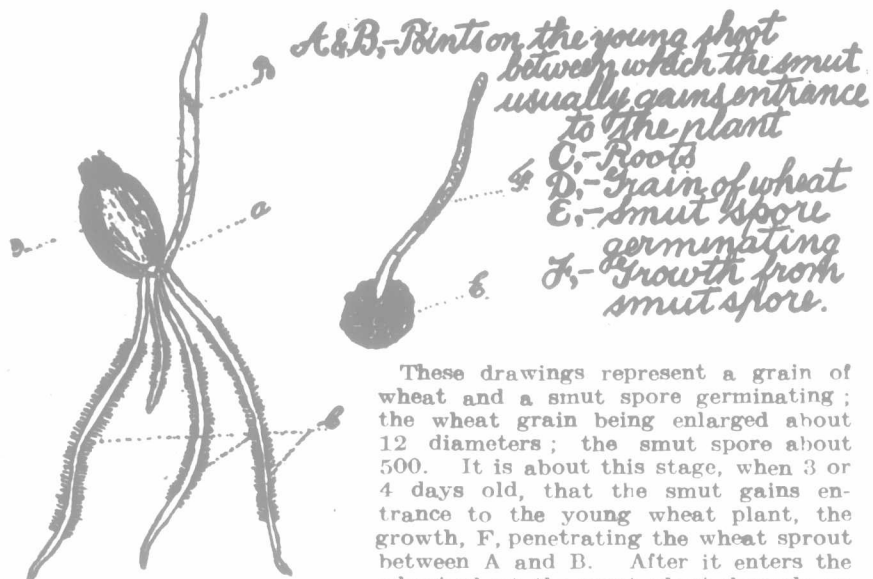 A & B,-Points on the young shoot
between which the smut
usually gains entrance
to the plant
C,-Roots
D,-Grain of wheat
E,-smut spore
germinating
F,-Growth from
smut spore.
B
F
a
D
E
C
These drawings represent a grain of
wheat and a smut spore germinating ;
the wheat grain being enlarged about
12 diameters ; the smut spore about
500. It is about this stage, when 3 or
4 days old, that the smut gains en-
trance to the young wheat plant, the
growth, F, penetrating the wheat sprout
between A and B. After it enters the